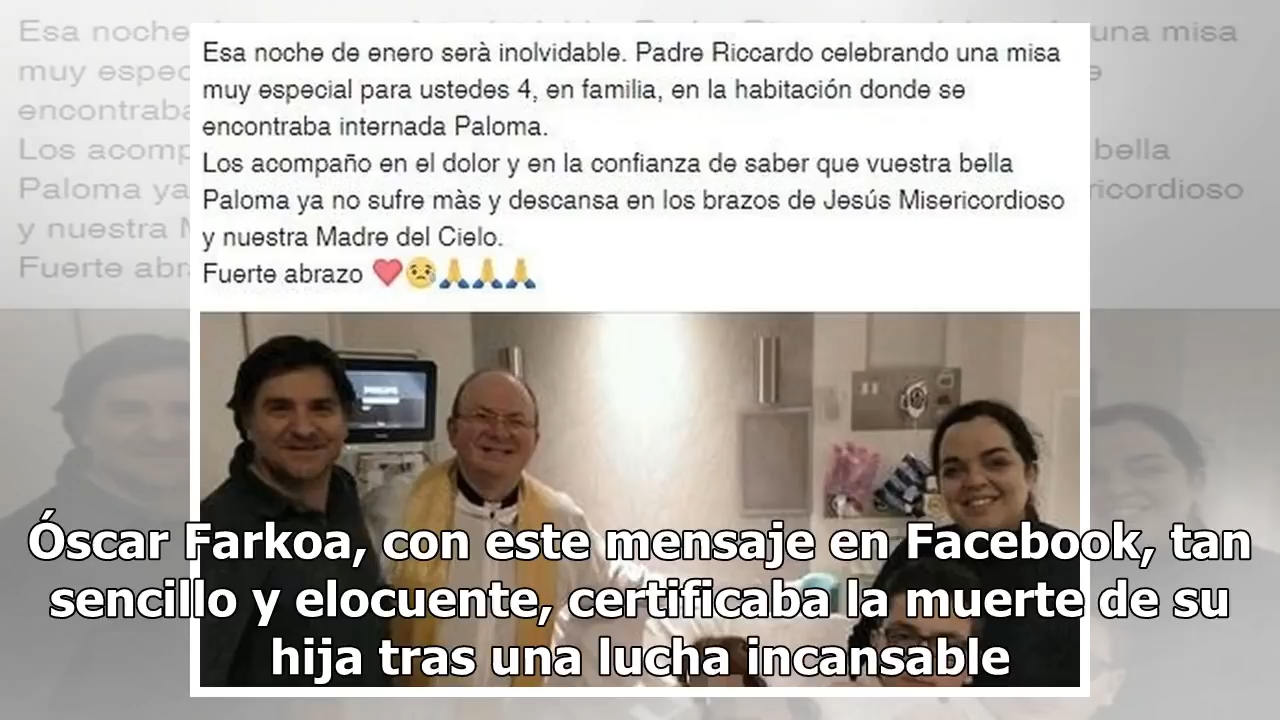 Esa noche de enero serà inolvidable. Padre Riccardo celebrando una misa
muy especial para ustedes 4, en familia, en la habitación donde se
encontraba internada Paloma.
Los acompaño en el dolor y en la confianza de saber que vuestra bella
Paloma ya no sufre màs y descansa en los brazos de Jesús Misericordioso
y nuestra Madre del Cielo.
Fuerte abrazo ❤️😢🙏🙏🙏
Óscar Farkoa, con este mensaje en Facebook, tan
sencillo y elocuente, certificaba la muerte de su
hija tras una lucha incansable